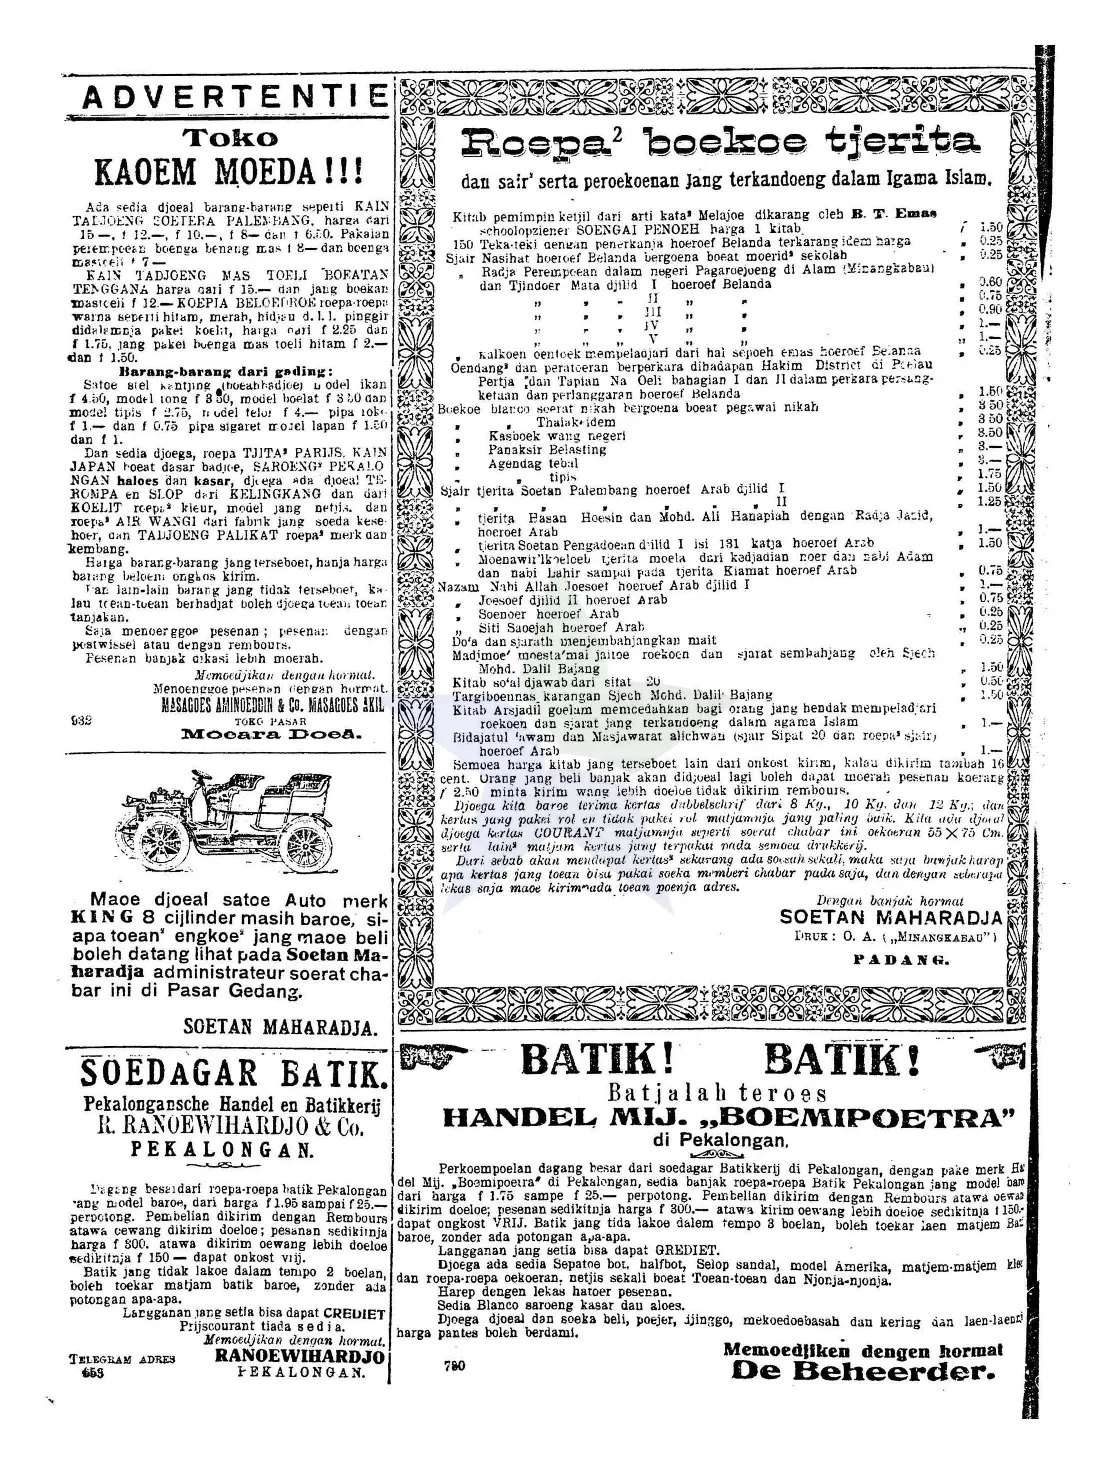 ADVERTENTIE
Toko
KAOEM MOEDA!!!
Ada sedia djoeal barang-barang seperti KAIN
TADJOENG SOETERA PALEMBANG, harga dari
15—, f 12.—, f 10.—, f 8— dan f 6.50. Pakaian
perempoean boenga benang mas f 8— dan boenga
mastoeli f 7—
KAIN TADJOENG MAS TOELI BOEATAN
TENGGANA harga dari f 15.— dan jang boekan
mastoeli f 12.— KOEPIA BELOEDROE roepa-roepa
warna seperti hitam, merah, hidjau d. l. l. pinggir
didalamnja pakei koelit, harga dari f 2.25 dan
f 1.75, jang pakei boenga mas toeli hitam f 2.—
dan f 1.50.
Barang-barang dari gading:
Satoe stel kantjing (boeahbadjoe) model ikan
f 4.50, model tong f 3.50, model boelat f 3.50 dan
model tipis f 2.75, model telor f 4.— pipa roko
f 1.— dan f 0.75 pipa sigaret model lapan f 1.50
dan f 1.
Dan sedia djoega, roepa TJITA² PARIJS, KAIN
JAPAN boeat dasar badjoe, SAROENG² PEKALO
NGAN haloes dan kasar, djoega ada djoeal TE-
ROMPA en SLOP dari KELINGKANG dan dari
KOELIT roepa² kleur, model jang netjis, dan
roepa² AIR WANGI dari fabrik jang soeda kese-
hoer, dan TADJOENG PALIKAT roepa² merk dan
kembang.
Harga barang-barang jang terseboet, hanja harga
barang beloem ongkos kirim.
Dan lain-lain barang jang tidak terseboet, ka-
lau toean-toean berhadjat boleh djoega toean toean
tanjakan.
Saja menoenggoe pesenan; pesenan dengan
postwissel atau dengan rembours.
Pesenan banjak dikasi lebih moerah.
Memoedjikan dengan hormat.
Menoenggoe pesenan dengan hormat.
MASAGOES AMINOEDDIN & Co. MASAGOES AKIL
932 TOKO PASAR
Moeara Doea.
Maoe djoeal satoe Auto merk
KING 8 cijlinder masih baroe, si-
apa toean² engkoe² jang maoe beli
boleh datang lihat pada Soetan Ma-
haradja administrateur soerat cha-
bar ini di Pasar Gedang.
SOETAN MAHARADJA.
SOEDAGAR BATIK.
Pekalongansche Handel en Batikkerij
R. RANOEWIHARDJO & Co.
PEKALONGAN.
Dagang besar dari roepa-roepa batik Pekalongan
jang model baroe, dari harga f 1.95 sampai f 25.—
perpotong. Pembelian dikirim dengan Rembours
atawa oewang dikirim doeloe; pesanan sedikitnja
harga f 300. atawa dikirim oewang lebih doeloe
sedikitnja f 150 — dapat onkost vrij.
Batik jang tidak lakoe dalam tempo 2 boelan,
boleh toekar matjam batik baroe, zonder ada
potongan apa-apa.
Langganan jang setia bisa dapat CREDIET
Prijscourant tiada sedia.
Memoedjikan dengan hormat.
TELEGRAM ADRES RANOEWIHARDJO
653 PEKALONGAN.
Roepa² boekoe tjerita
dan sair² serta peroekoenan jang terkandoeng dalam Igama Islam.
Kitab pemimpin ketjil dari arti kata² Melajoe dikarang oleh B. T. Emas
schoolopziener SOENGAI PENOEH harga 1 kitab. f 1.50
150 Teka-teki dengan penerkanja hoeroef Belanda terkarang idem harga „ 0.25
Sjair Nasihat hoeroef Belanda bergoena boeat moerid² sekolah „ 0.25
„ Radja Perempoean dalam negeri Pagaroejoeng di Alam (Minangkabau)
dan Tjindoer Mata djilid I hoeroef Belanda „ 0.60
„ „ „ II „ „ „ 0.75
„ „ „ III „ „ „ 0.90
„ „ „ IV „ „ „ 1.—
„ „ „ V „ „ „ 1.—
„ Kalkoen oentoek mempeladjari dari hal sepoeh emas hoeroef Belanda „ 0.25
Oendang² dan peratoeran berperkara dihadapan Hakim District di Poelau
Pertja dan Tapian Na Oeli bahagian I dan II dalam perkara persang-
ketaan dan perlanggaran hoeroef Belanda „ 1.50
Boekoe blanco soerat nikah bergoena boeat pegawai nikah „ 3 50
„ „ Thalak idem „ 3 50
„ Kasboek wang negeri „ 3.50
„ Panaksir Belasting „ 3.—
„ Agendag tebal „ 3.—
„ „ tipis „ 1.75
Sjair tjerita Soetan Palembang hoeroef Arab djilid I „ 1.50
„ „ „ „ „ „ II „ 1.25
„ tjerita Hasan Hoesin dan Mohd. Ali Hanapiah dengan Radja Jazid,
hoeroef Arab „ 1.—
„ tjerita Soetan Pengadoean djilid I isi 131 katja hoeroef Arab „ 1.50
„ Moenawir'lkoeloeb tjerita moela dari kadjadian noer dan nabi Adam
dan nabi Lahir sampai pada tjerita Kiamat hoeroef Arab „ 0.75
Nazam Nabi Allah Joesoef hoeroef Arab djilid I „ 1.—
„ Joesoef djilid II hoeroef Arab „ 0.75
„ Soenoer hoeroef Arab „ 0.25
„ Siti Saoejah hoeroef Arab „ 0.25
Do'a dan sjarath menjembahjangkan mait „ 0.25
Madjmoe' moesta'mal jaitoe roekoen dan sjarat sembahjang oleh Sjech
Mohd. Dalil Bajang „ 1.50
Kitab so'al djawab dari sifat 20 „ 0.50
Targiboennas karangan Sjech Mohd. Dalil Bajang „ 1.50
Kitab Arsjadil goelam memoedahkan bagi orang jang hendak mempeladjari
roekoen dan sjarat jang terkandoeng dalam agama Islam „ 1.—
Bidajatul 'awam dan Masjawarat alichwan (sjair Sipat 20 dan roepa² sjair)
hoeroef Arab „ 1.—
Semoea harga kitab jang terseboet lain dari onkost kirim, kalau dikirim tambah 16
cent. Orang jang beli banjak akan didjoeal lagi boleh dapat moerah pesenan koerang
f 2.50 minta kirim wang lebih doeloe tidak dikirim rembours.
Djoega kita baroe terima kertas dubbelschrif dari 8 Kg., 10 Kg. dan 12 Kg.; dan
kertas jang pakei rol en tidak pakei rol matjamnja jang paling baik. Kita ada djoeal
djoega kertas COURANT matjamnja seperti soerat chabar ini oekoeran 55 × 75 Cm.
serta lain² matjam kertas jang terpakai pada semoea drukkerij.
Dari sebab akan mendapat kertas² sekarang ada soesah sekali, maka saja banjak harap
apa kertas jang toean bisa pakai soeka memberi chabar pada saja, dan dengan seberapa
lekas saja maoe kirim ada toean poenja adres.
Dengan banjak hormat
SOETAN MAHARADJA
DRUK: O. A. („MINANGKABAU")
PADANG.
BATIK! BATIK!
Batjalah teroes
HANDEL MIJ. „BOEMIPOETRA"
di Pekalongan.
Perkoempoelan dagang besar dari soedagar Batikkerij di Pekalongan, dengan pake merk Han
del Mij. „Boemipoetra" di Pekalongan, sedia banjak roepa-roepa Batik Pekalongan jang model baro
dari harga f 1.75 sampe f 25.— perpotong. Pembelian dikirim dengan Rembours atawa oewan
dikirim doeloe; pesenan sedikitnja harga f 300.— atawa kirim oewang lebih doeloe sedikitnja f 150.—
dapat ongkost VRIJ. Batik jang tida lakoe dalem tempo 3 boelan, boleh toekar laen matjem Bat
baroe, zonder ada potongan apa-apa.
Langganan jang setia bisa dapat GREDIET.
Djoega ada sedia Sepatoe bot, halfbot, Selop sandal, model Amerika, matjem-matjem kleu
dan roepa-roepa oekoeran, netjis sekali boeat Toean-toean dan Njonja-njonja.
Harep dengen lekas hatoer pesenan.
Sedia Blanco saroeng kasar dau aloes.
Djoega djoeal dan soeka beli, poejer, jijnggo, mekoedoebasah dan kering dan laen-laenn
harga pantes boleh berdami.
Memoedjiken dengen hormat
780 De Beheerder.